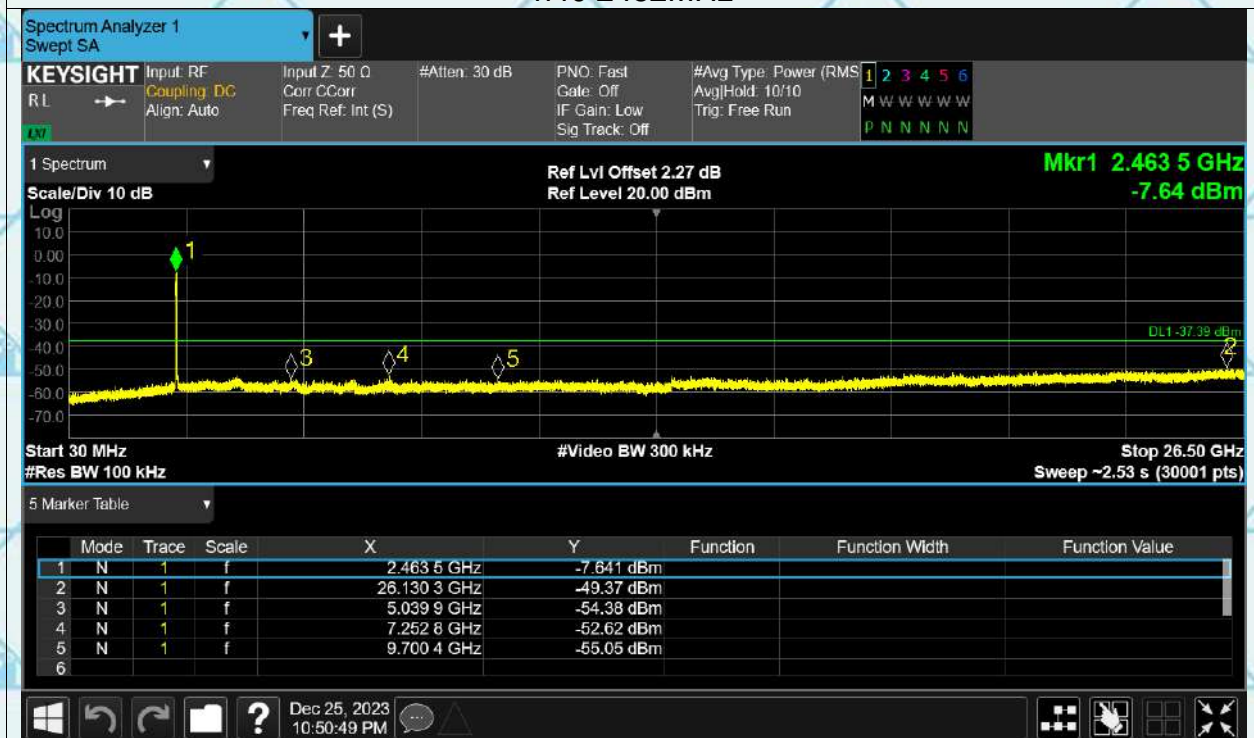 Spectrum Analyzer 1
Swept SA
+
KEYSIGHT
RL
LXI
Input: RF
Coupling: DC
Align: Auto
Input Z: 50 Ω
Corr CCorr
Freq Ref: Int (S)
#Atten: 30 dB
PNO: Fast
Gate: Off
IF Gain: Low
Sig Track: Off
#Avg Type: Power (RMS
Avg|Hold: 10/10
Trig: Free Run
1 2 3 4 5 6
M W W W W W
P N N N N N
1 Spectrum
Scale/Div 10 dB
Ref Lvl Offset 2.27 dB
Ref Level 20.00 dBm
Mkr1 2.463 5 GHz
-7.64 dBm
Log
10.0
0.00
-10.0
-20.0
-30.0
-40.0
-50.0
-60.0
-70.0
1
3
4
5
2
DL1 -37.39 dBm
Start 30 MHz
#Res BW 100 kHz
#Video BW 300 kHz
Stop 26.50 GHz
Sweep ~2.53 s (30001 pts)
5 Marker Table
Mode Trace Scale X Y Function Function Width Function Value
1 N 1 f 2.463 5 GHz -7.641 dBm
2 N 1 f 26.130 3 GHz -49.37 dBm
3 N 1 f 5.039 9 GHz -54.38 dBm
4 N 1 f 7.252 8 GHz -52.62 dBm
5 N 1 f 9.700 4 GHz -55.05 dBm
6
?
Dec 25, 2023
10:50:49 PM